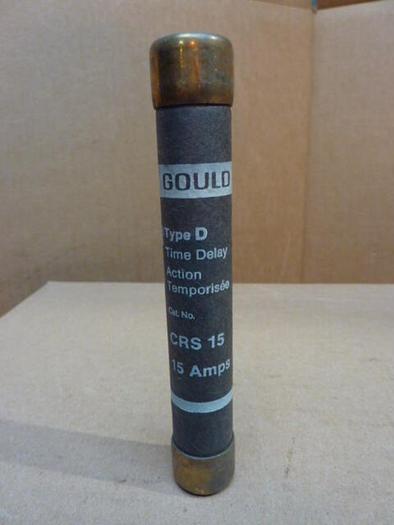 GOULD
Type D
Time Delay
Action
Temporisée
Cat. No.
CRS 15
15 Amps